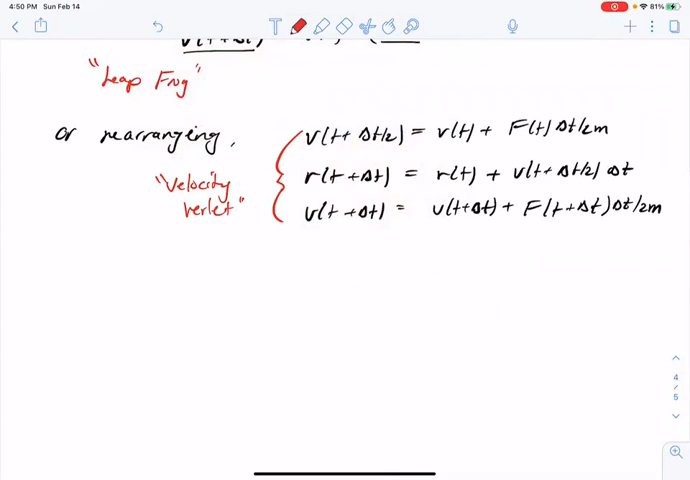 4:50 PM Sun Feb 14
81%
"Leap Frog"
or rearranging, v(t+Δt/2) = v(t) + F(t)Δt/2m
r(t+Δt) = r(t) + v(t+Δt/2)Δt
"Velocity
verlet"
v(t+Δt) = v(t+Δt) + F(t+Δt)Δt/2m
4
/
5